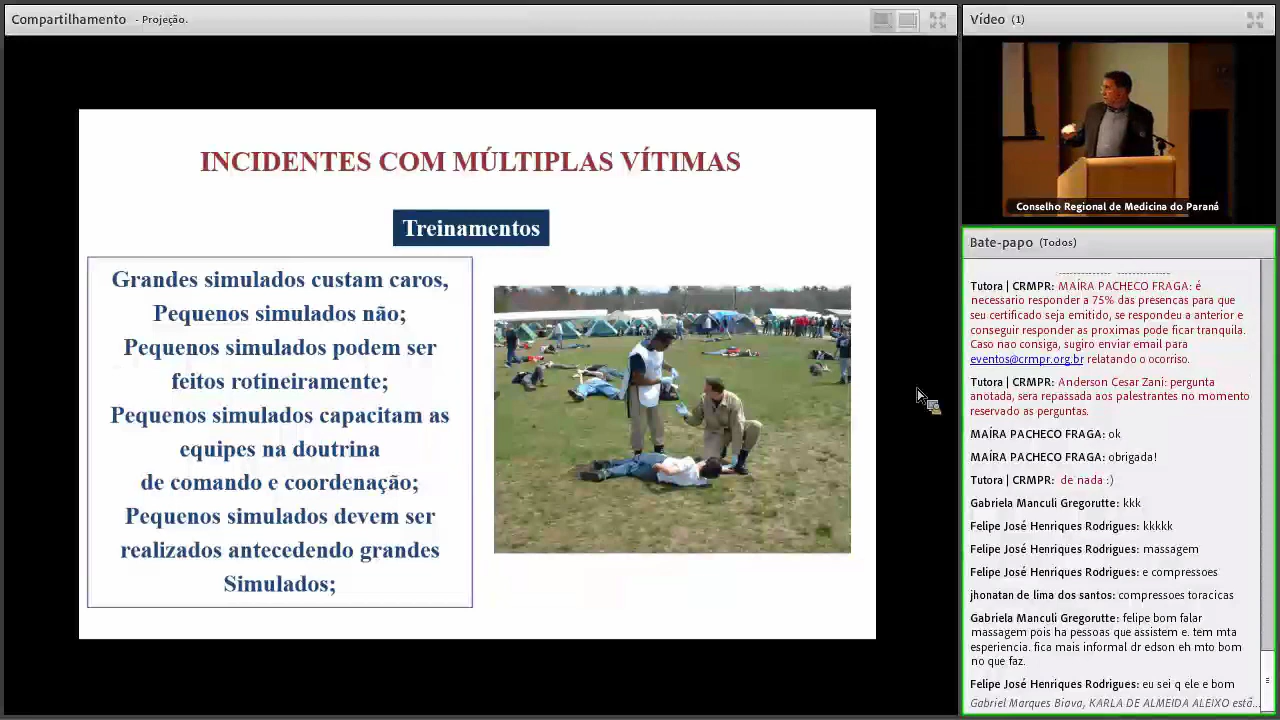 Compartilhamento - Projeção.
INCIDENTES COM MÚLTIPLAS VÍTIMAS
Treinamentos
Grandes simulados custam caros,
Pequenos simulados não;
Pequenos simulados podem ser
feitos rotineiramente;
Pequenos simulados capacitam as
equipes na doutrina
de comando e coordenação;
Pequenos simulados devem ser
realizados antecedendo grandes
Simulados;
Vídeo (1)
Conselho Regional de Medicina do Paraná
Bate-papo (Todos)
Tutora | CRMPR: MAÍRA PACHECO FRAGA: é
necessario responder a 75% das presencas para que
seu certificado seja emitido, se respondeu a anterior e
conseguir responder as proximas pode ficar tranquila.
Caso nao consiga, sugiro enviar email para
eventos@crmpr.org.br relatando o ocorriso.
Tutora | CRMPR: Anderson Cesar Zani: pergunta
anotada, sera repassada aos palestrantes no momento
reservado as perguntas.
MAÍRA PACHECO FRAGA: ok
MAÍRA PACHECO FRAGA: obrigada!
Tutora | CRMPR: de nada :)
Gabriela Manculi Gregorutte: kkk
Felipe José Henriques Rodrigues: kkkkk
Felipe José Henriques Rodrigues: massagem
Felipe José Henriques Rodrigues: e compressoes
jhonatan de lima dos santos: compressoes toracicas
Gabriela Manculi Gregorutte: felipe bom falar
massagem pois ha pessoas que assistem e. tem mta
esperiencia. fica mais informal dr edson eh mto bom
no que faz.
Felipe José Henriques Rodrigues: eu sei q ele e bom
Gabriel Marques Biava, KARLA DE ALMEIDA ALEIXO estã...